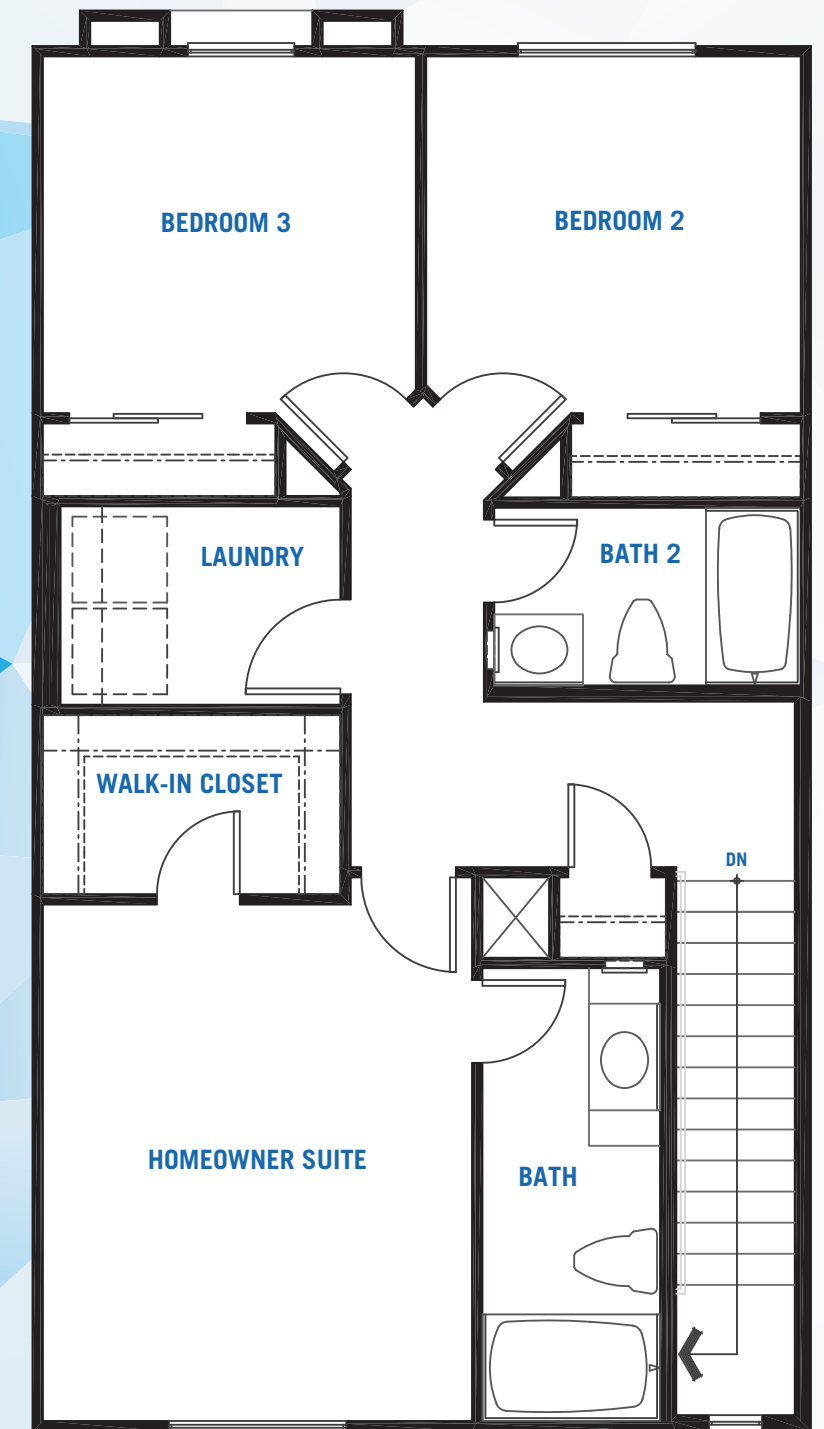 BEDROOM 3
BEDROOM 2
LAUNDRY
BATH 2
WALK-IN CLOSET
DN
HOMEOWNER SUITE
BATH